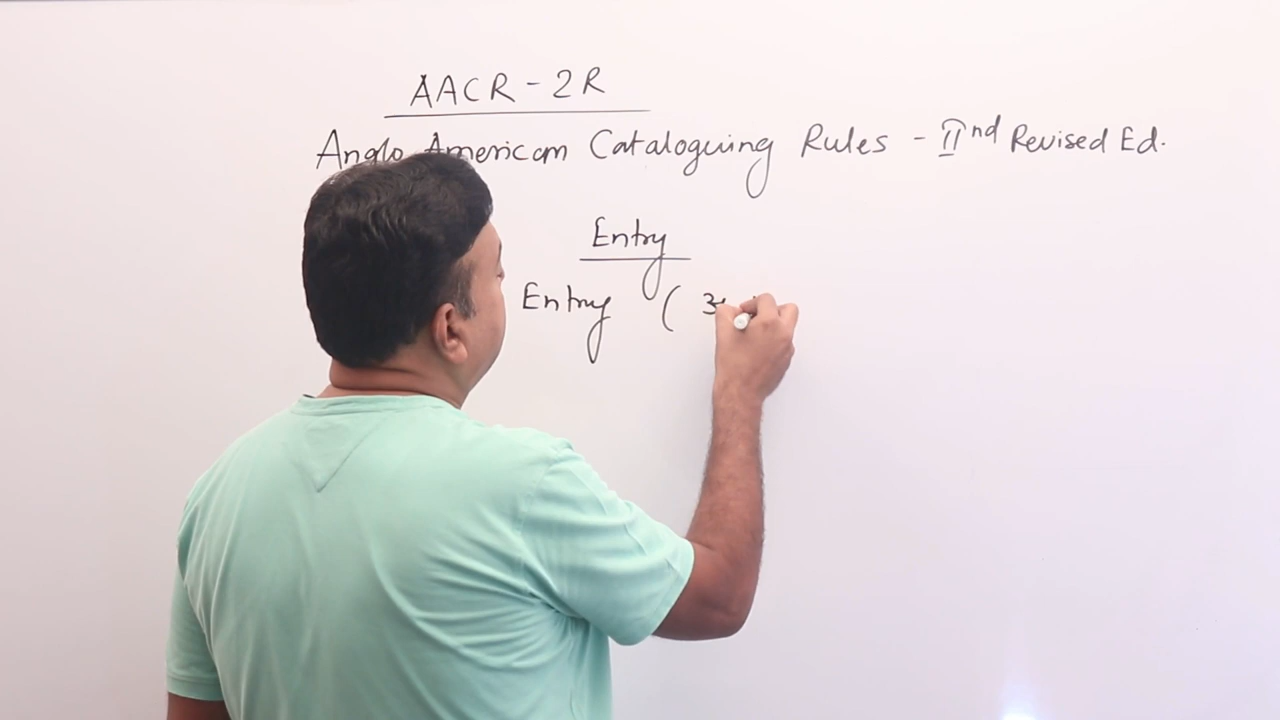 AACR-2R
Anglo American Cataloguing Rules - IInd Revised Ed.
Entry
Entry (